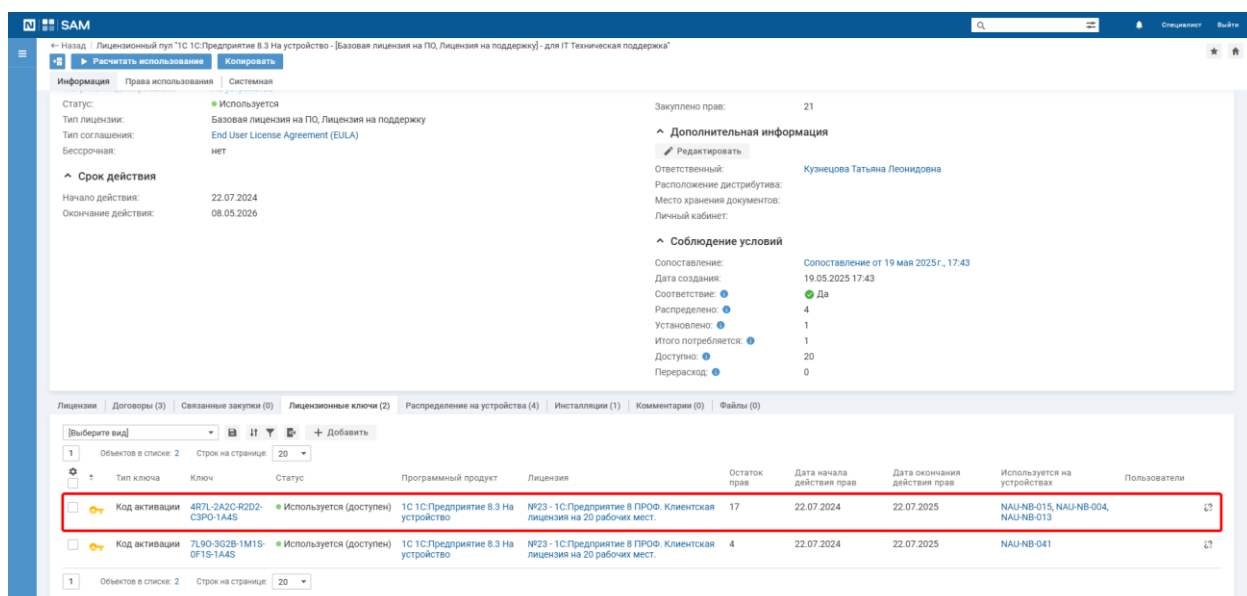 N SAM
Специалист Выйти
← Назад | Лицензионный пул "1С 1С:Предприятие 8.3 На устройство - [Базовая лицензия на ПО, Лицензия на поддержку] - для IT Техническая поддержка"
Расчитать использование Копировать
Информация Права использования Системная
Статус: Используется
Тип лицензии: Базовая лицензия на ПО, Лицензия на поддержку
Тип соглашения: End User License Agreement (EULA)
Бессрочная: нет
Срок действия
Начало действия: 22.07.2024
Окончание действия: 08.05.2026
Закуплено прав: 21
Дополнительная информация
Редактировать
Ответственный: Кузнецова Татьяна Леонидовна
Расположение дистрибутива:
Место хранения документов:
Личный кабинет:
Соблюдение условий
Сопоставление: Сопоставление от 19 мая 2025 г., 17:43
Дата создания: 19.05.2025 17:43
Соответствие: Да
Распределено: 4
Установлено: 1
Итого потребляется: 1
Доступно: 20
Перерасход: 0
Лицензии Договоры (3) Связанные закупки (0) Лицензионные ключи (2) Распределение на устройства (4) Инсталляции (1) Комментарии (0) Файлы (0)
[Выберите вид] + Добавить
1 Объектов в списке: 2 Строк на странице: 20
Тип ключа Ключ Статус Программный продукт Лицензия Остаток прав Дата начала действия прав Дата окончания действия прав Используется на устройствах Пользователи
Код активации 4R7L-2A2C-R2D2- Используется (доступен) 1С 1С:Предприятие 8.3 На №23 - 1С:Предприятие 8 ПРОФ. Клиентская 17 22.07.2024 22.07.2025 NAU-NB-015, NAU-NB-004,
C3PO-1A4S устройство лицензия на 20 рабочих мест. NAU-NB-013
Код активации 7L9O-3G2B-1M1S- Используется (доступен) 1С 1С:Предприятие 8.3 На №23 - 1С:Предприятие 8 ПРОФ. Клиентская 4 22.07.2024 22.07.2025 NAU-NB-041
0F1S-1A4S устройство лицензия на 20 рабочих мест.
1 Объектов в списке: 2 Строк на странице: 20